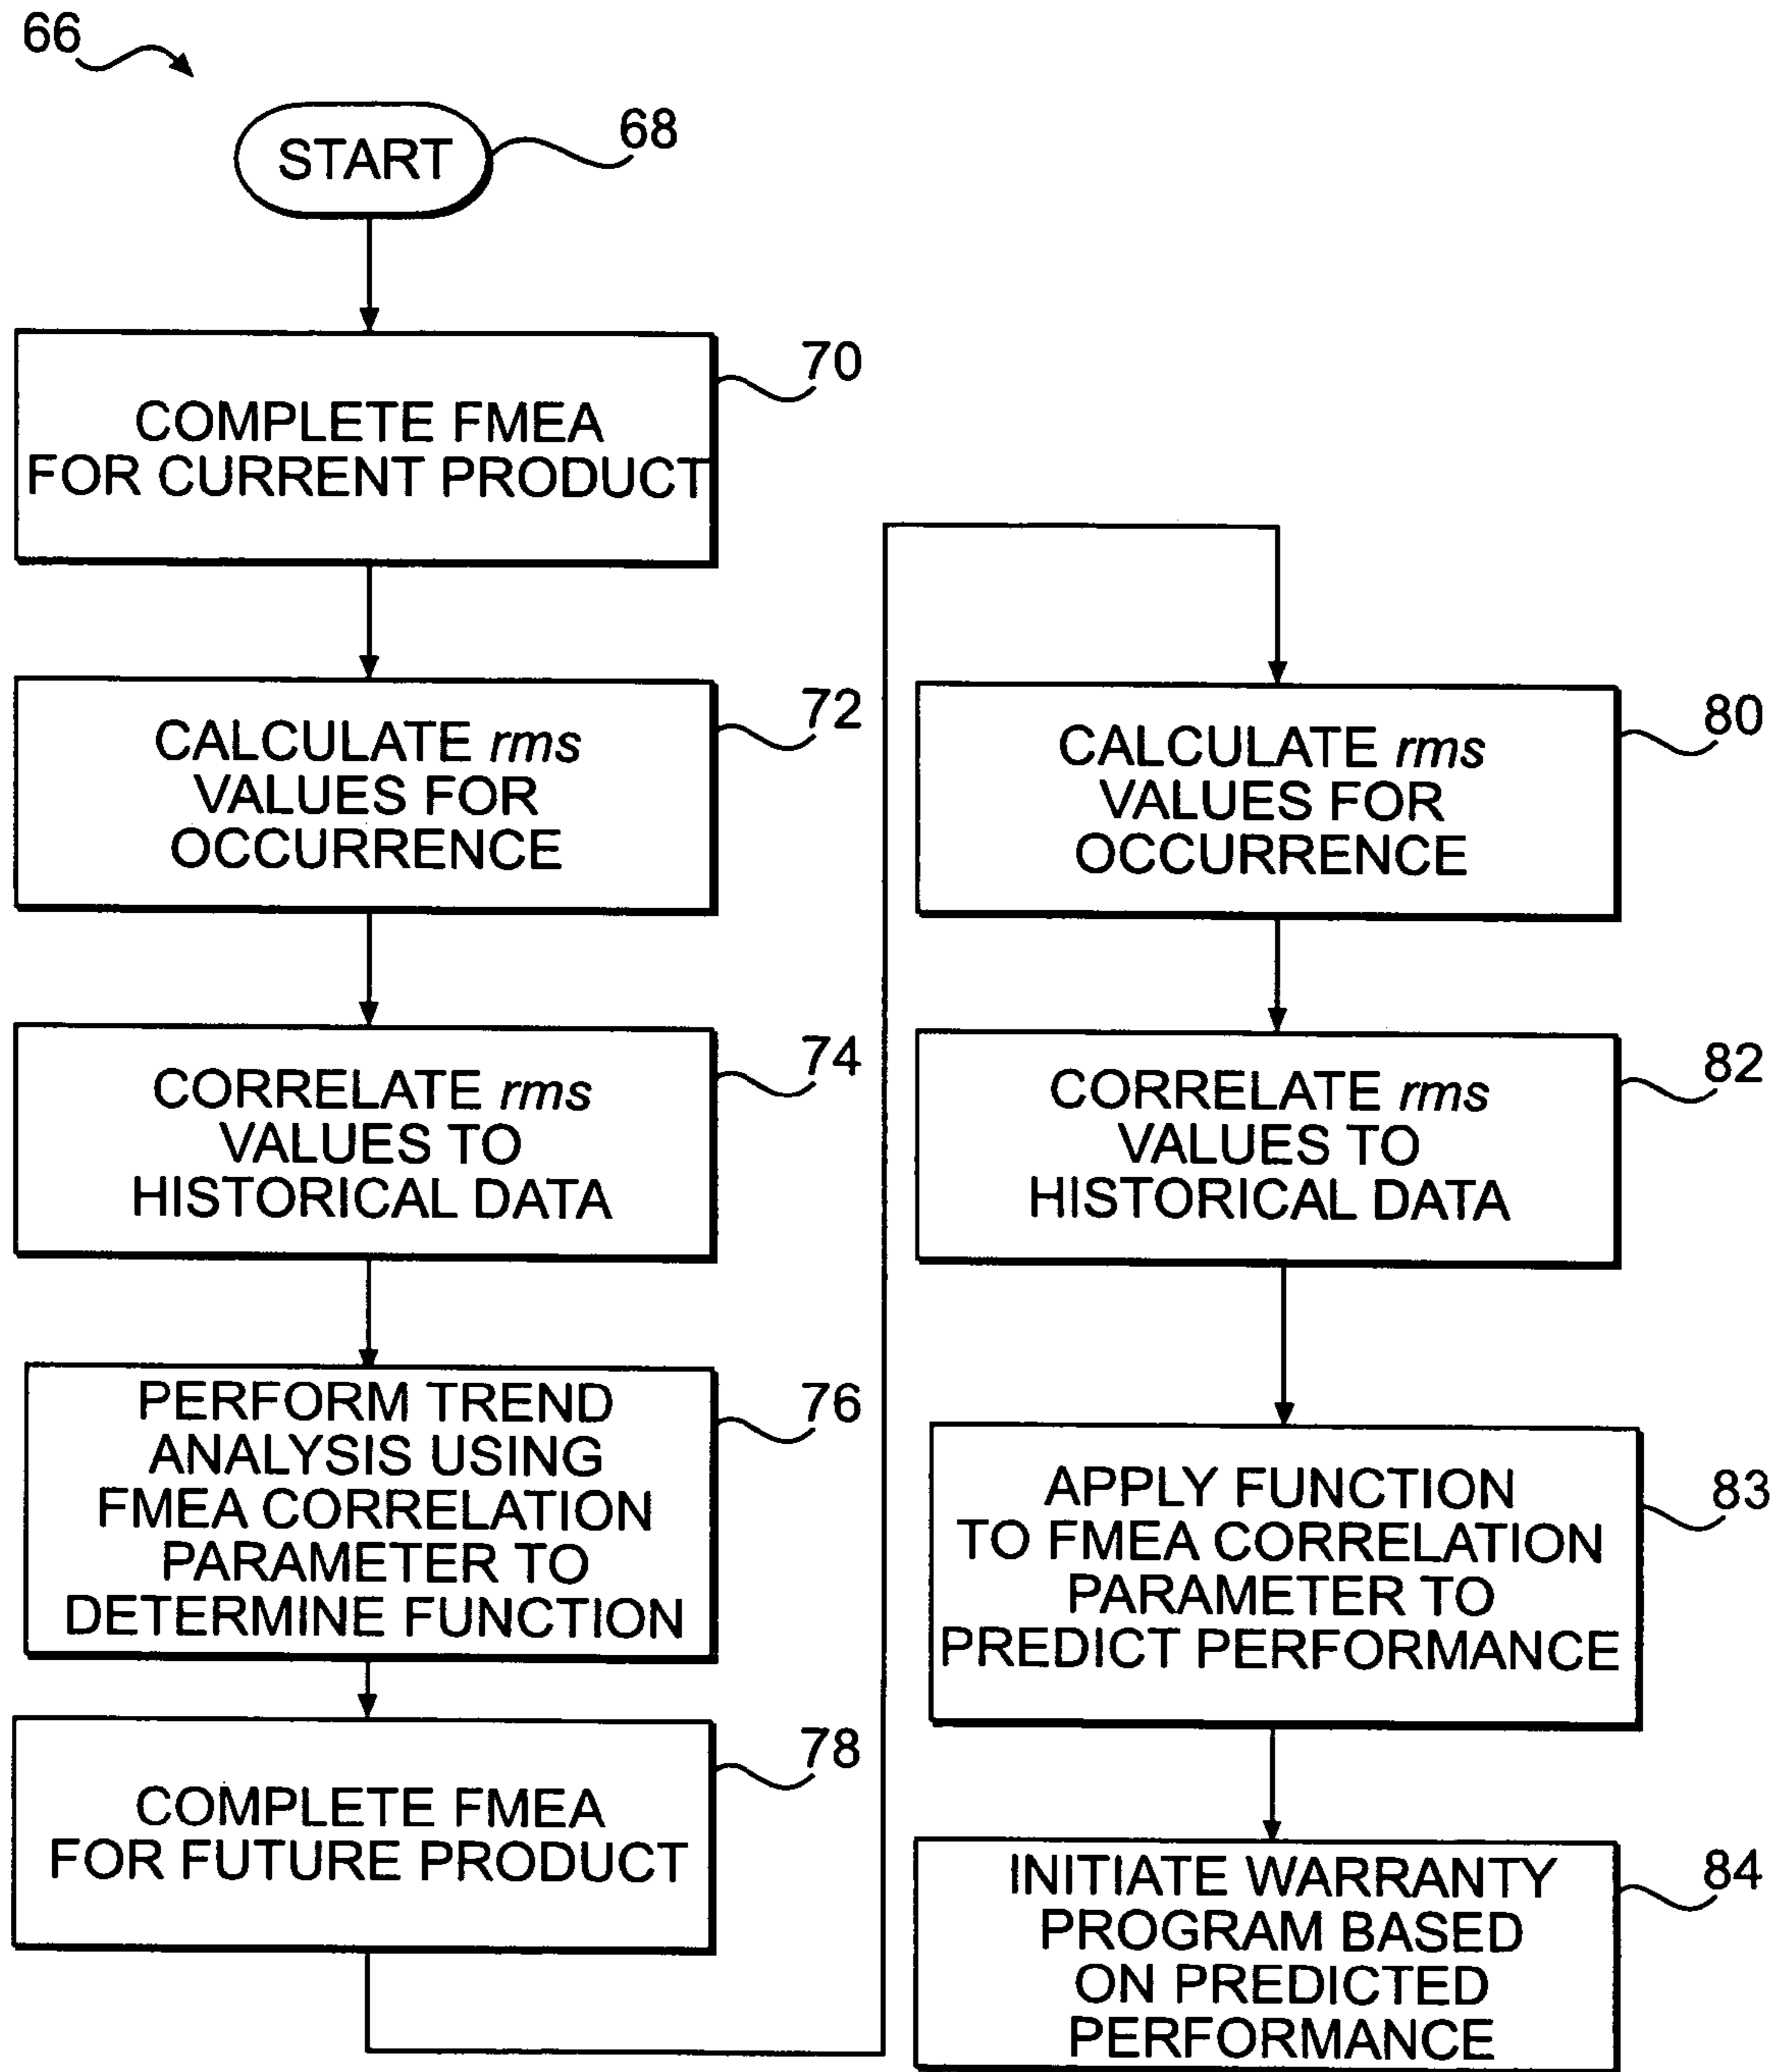 66
START
68
COMPLETE FMEA
FOR CURRENT PRODUCT
70
CALCULATE rms
VALUES FOR
OCCURRENCE
72
CORRELATE rms
VALUES TO
HISTORICAL DATA
74
PERFORM TREND
ANALYSIS USING
FMEA CORRELATION
PARAMETER TO
DETERMINE FUNCTION
76
COMPLETE FMEA
FOR FUTURE PRODUCT
78
CALCULATE rms
VALUES FOR
OCCURRENCE
80
CORRELATE rms
VALUES TO
HISTORICAL DATA
82
APPLY FUNCTION
TO FMEA CORRELATION
PARAMETER TO
PREDICT PERFORMANCE
83
INITIATE WARRANTY
PROGRAM BASED
ON PREDICTED
PERFORMANCE
84